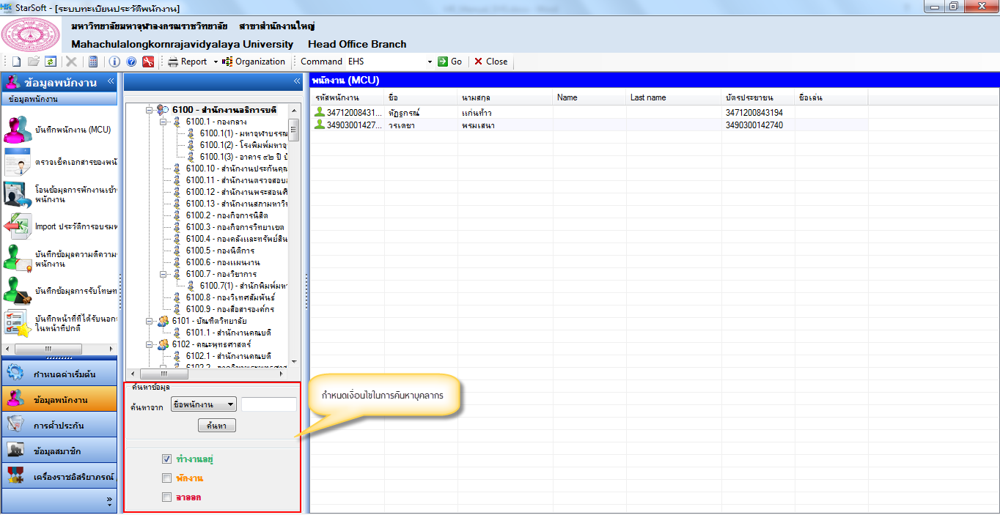 StarSoft - [ระบบทะเบียนประวัติพนักงาน]
มหาวิทยาลัยมหาจุฬาลงกรณราชวิทยาลัย สาขาสำนักงานใหญ่
Mahachulalongkornrajavidyalaya University Head Office Branch
Report Organization Command EHS Go Close
ข้อมูลพนักงาน
ข้อมูลพนักงาน
บันทึกพนักงาน (MCU)
ตรวจเช็คเอกสารของพนั
โอนข้อมูลการพักงานเข้า
พนักงาน
Import ประวัติการอบรม
บันทึกข้อมูลความดีความ
พนักงาน
บันทึกข้อมูลการรับโทษท
บันทึกหน้าที่ที่ได้รับนอก
ในหน้าที่ปกติ
กำหนดค่าเริ่มต้น
ข้อมูลพนักงาน
การค้ำประกัน
ข้อมูลสมาชิก
เครื่องราชอิสริยาภรณ์
6100 - สำนักงานอธิการบดี
6100.1 - กองกลาง
6100.1(1) - มหาจุฬาบรรณ
6100.1(2) - โรงพิมพ์มหาจุ
6100.1(3) - อาคาร ๙๒ ปี ปั
6100.10 - สำนักงานประกันคุณ
6100.11 - สำนักงานตรวจสอบ
6100.12 - สำนักงานพระสอนศี
6100.13 - สำนักงานสภามหาวิท
6100.2 - กองกิจการนิสิต
6100.3 - กองกิจการวิทยาเขต
6100.4 - กองคลังและทรัพย์สิน
6100.5 - กองนิติการ
6100.6 - กองแผนงาน
6100.7 - กองวิชาการ
6100.7(1) - สำนักพิมพ์มหา
6100.8 - กองวิเทศสัมพันธ์
6100.9 - กองสื่อสารองค์กร
6101 - บัณฑิตวิทยาลัย
6101.1 - สำนักงานคณบดี
6102 - คณะพุทธศาสตร์
6102.1 - สำนักงานคณบดี
ค้นหาข้อมูล
ค้นหาจาก ชื่อพนักงาน
ค้นหา
ทำงานอยู่
พักงาน
ลาออก
กำหนดเงื่อนไขในการค้นหาบุคลากร
พนักงาน (MCU)
รหัสพนักงาน ชื่อ นามสกุล Name Last name บัตรประชาชน ชื่อเล่น
34712008431... หัฏฐกรณ์ แก่นท้าว 3471200843194
34903001427... วรเดชา พรมเสนา 3490300142740